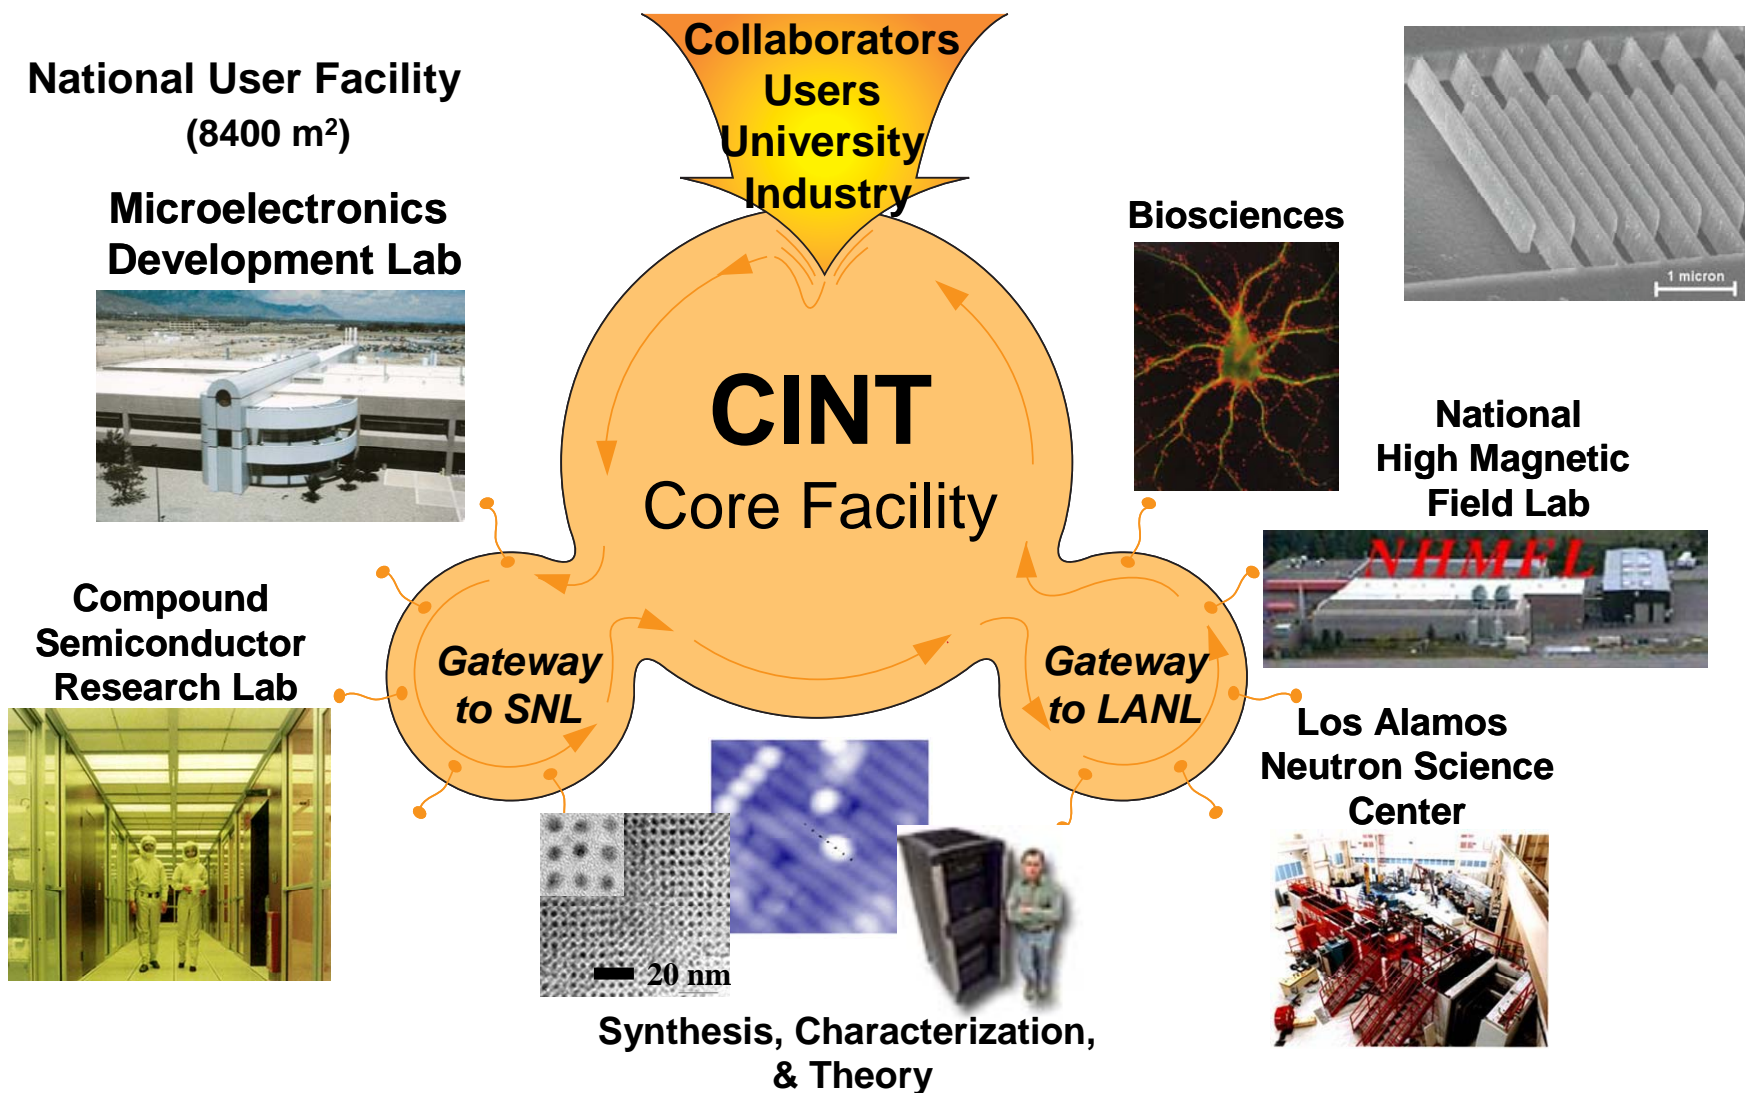 Collaborators
Users
University
Industry
National User Facility
(8400 m²)
Microelectronics
Development Lab
Biosciences
1 micron
CINT
Core Facility
National
High Magnetic
Field Lab
NHMFL
Compound
Semiconductor
Research Lab
Gateway
to SNL
Gateway
to LANL
Los Alamos
Neutron Science
Center
20 nm
Synthesis, Characterization,
& Theory